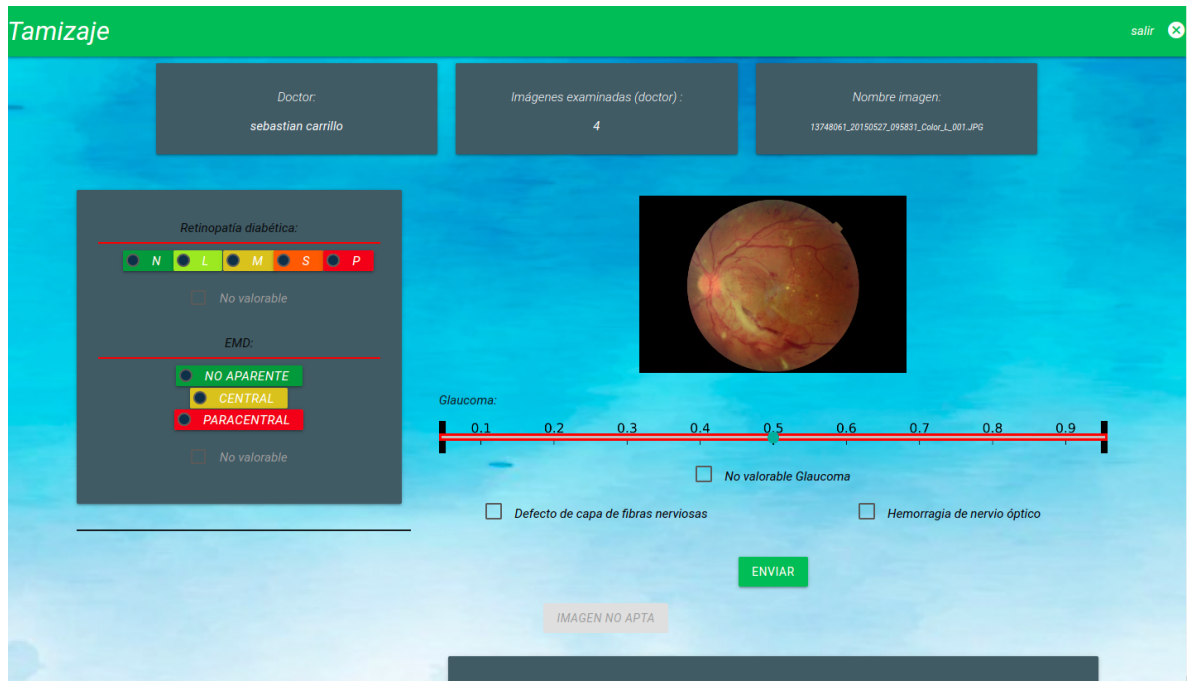 Tamizaje
salir
Doctor:
sebastian carrillo
Imágenes examinadas (doctor) :
4
Nombre imagen:
13748061_20150527_095831_Color_L_001.JPG
Retinopatía diabética:
N L M S P
No valorable
EMD:
NO APARENTE
CENTRAL
PARACENTRAL
No valorable
Glaucoma:
0.1 0.2 0.3 0.4 0.5 0.6 0.7 0.8 0.9
No valorable Glaucoma
Defecto de capa de fibras nerviosas
Hemorragia de nervio óptico
ENVIAR
IMAGEN NO APTA